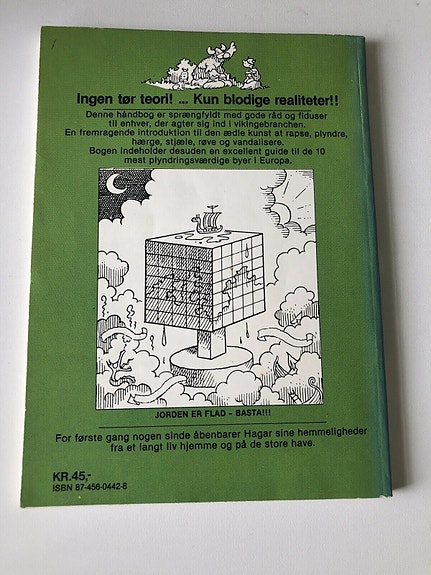 Ingen tør teori! ... Kun blodige realiteter!!
Denne håndbog er sprængfyldt med gode råd og fiduser
til enhver, der agter sig ind i vikingebranchen.
En fremragende introduktion til den ædle kunst at rapse, plyndre,
hærge, stjæle, røve og vandalisere.
Bogen indeholder desuden en excellent guide til de 10
mest plyndringsværdige byer i Europa.
JORDEN ER FLAD - BASTA!!!
For første gang nogen sinde åbenbarer Hagar sine hemmeligheder
fra et langt liv hjemme og på de store have.
KR.45,-
ISBN 87-456-0442-8